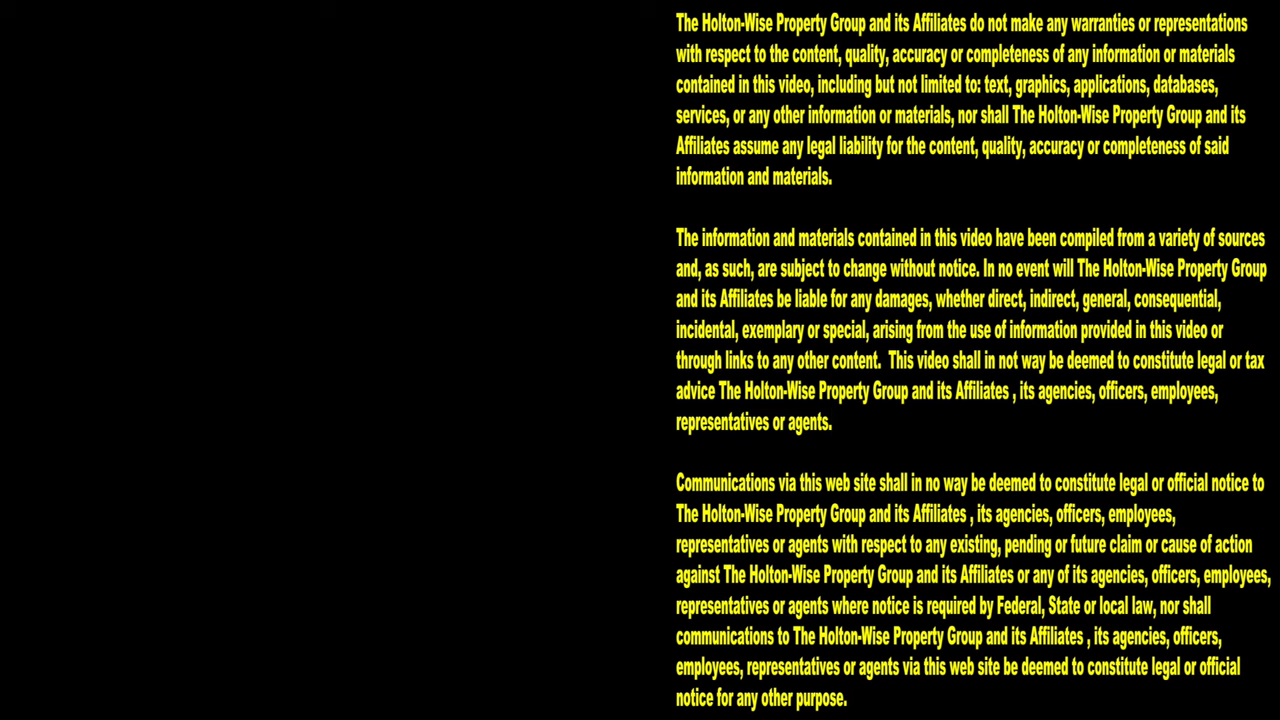 The Holton-Wise Property Group and its Affiliates do not make any warranties or representations
with respect to the content, quality, accuracy or completeness of any information or materials
contained in this video, including but not limited to: text, graphics, applications, databases,
services, or any other information or materials, nor shall The Holton-Wise Property Group and its
Affiliates assume any legal liability for the content, quality, accuracy or completeness of said
information and materials.
The information and materials contained in this video have been compiled from a variety of sources
and, as such, are subject to change without notice. In no event will The Holton-Wise Property Group
and its Affiliates be liable for any damages, whether direct, indirect, general, consequential,
incidental, exemplary or special, arising from the use of information provided in this video or
through links to any other content.  This video shall in not way be deemed to constitute legal or tax
advice The Holton-Wise Property Group and its Affiliates , its agencies, officers, employees,
representatives or agents.
Communications via this web site shall in no way be deemed to constitute legal or official notice to
The Holton-Wise Property Group and its Affiliates , its agencies, officers, employees,
representatives or agents with respect to any existing, pending or future claim or cause of action
against The Holton-Wise Property Group and its Affiliates or any of its agencies, officers, employees,
representatives or agents where notice is required by Federal, State or local law, nor shall
communications to The Holton-Wise Property Group and its Affiliates , its agencies, officers,
employees, representatives or agents via this web site be deemed to constitute legal or official
notice for any other purpose.